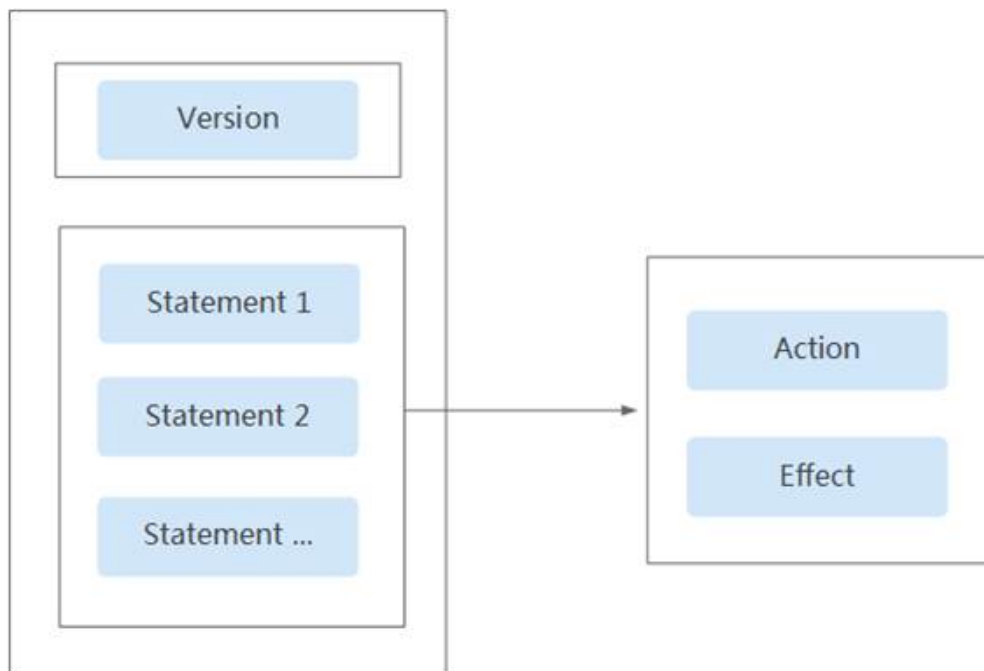 Version
Statement 1
Statement 2
Statement ...
Action
Effect